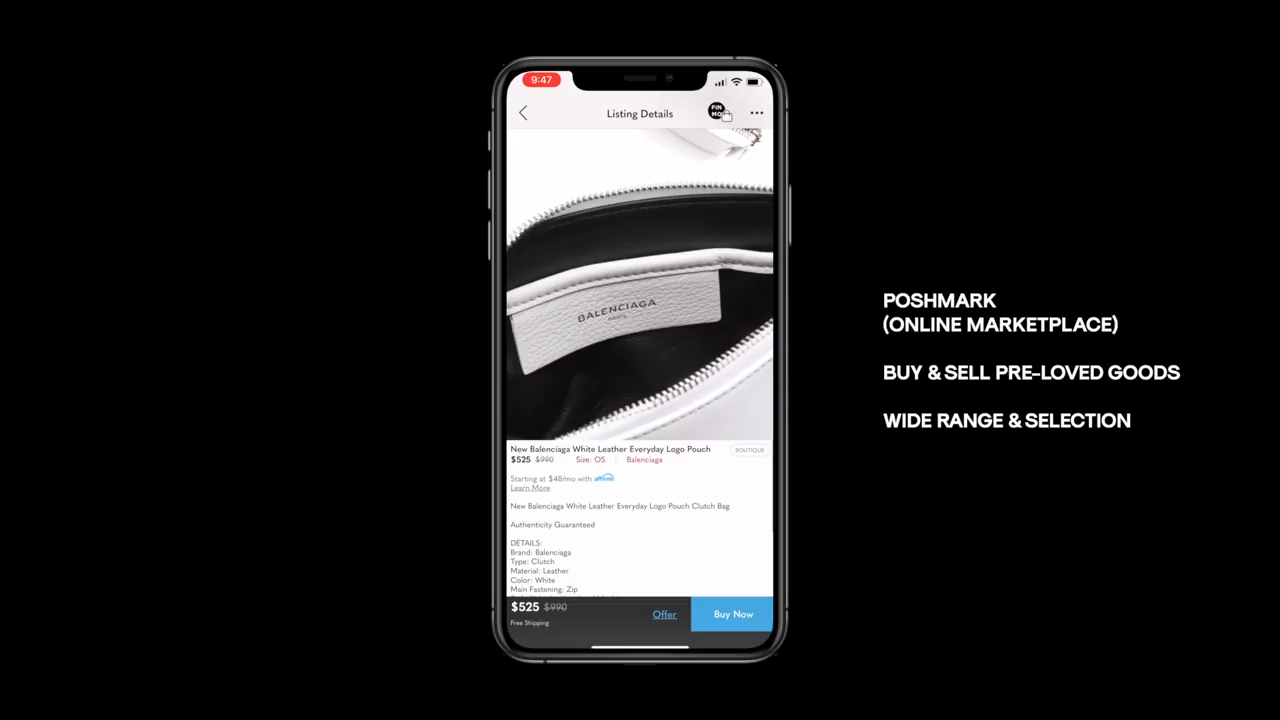 9:47
Listing Details
FIN
MO
BALENCIAGA
New Balenciaga White Leather Everyday Logo Pouch
BOUTIQUE
$525 $990 Size: OS | Balenciaga
Starting at $48/mo with affirm
Learn More
New Balenciaga White Leather Everyday Logo Pouch Clutch Bag
Authenticity Guaranteed
DETAILS:
Brand: Balenciaga
Type: Clutch
Material: Leather
Color: White
Main Fastening: Zip
$525 $990
Free Shipping
Offer
Buy Now
POSHMARK
(ONLINE MARKETPLACE)
BUY & SELL PRE-LOVED GOODS
WIDE RANGE & SELECTION